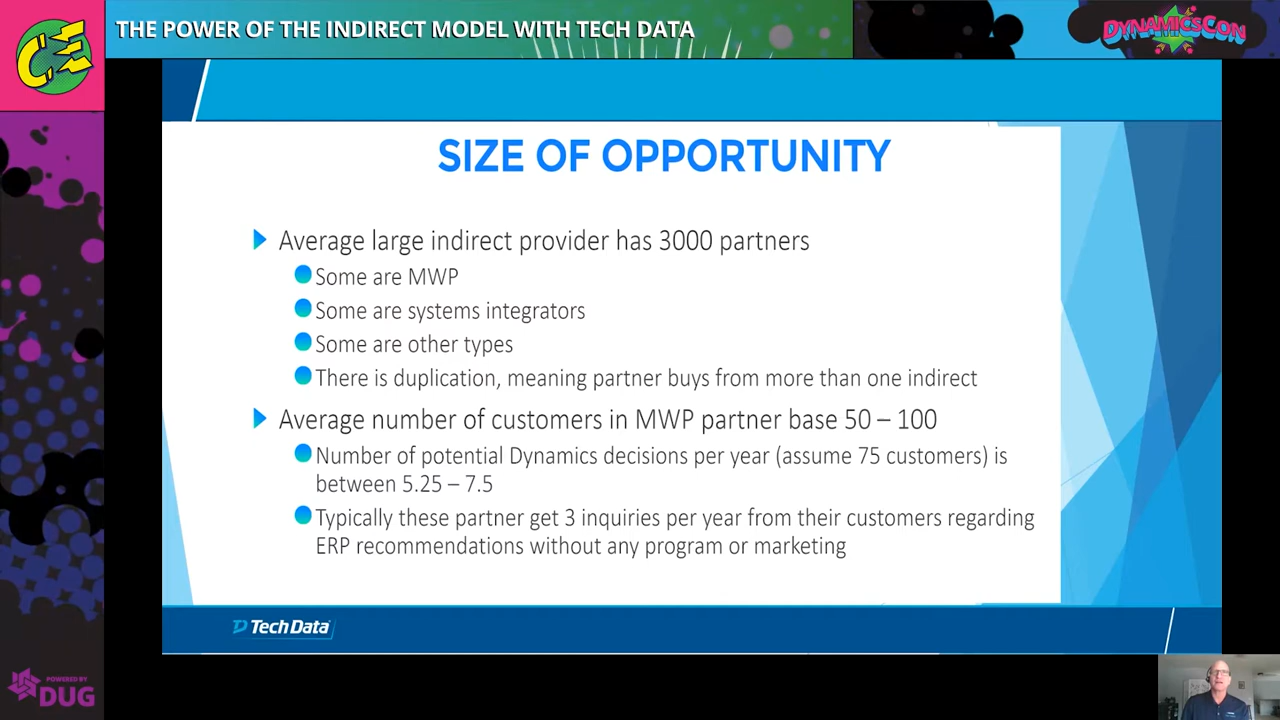 CE
THE POWER OF THE INDIRECT MODEL WITH TECH DATA
DYNAMICSCON
SIZE OF OPPORTUNITY
Average large indirect provider has 3000 partners
Some are MWP
Some are systems integrators
Some are other types
There is duplication, meaning partner buys from more than one indirect
Average number of customers in MWP partner base 50 – 100
Number of potential Dynamics decisions per year (assume 75 customers) is
between 5.25 – 7.5
Typically these partner get 3 inquiries per year from their customers regarding
ERP recommendations without any program or marketing
Tech Data
POWERED BY
DUG